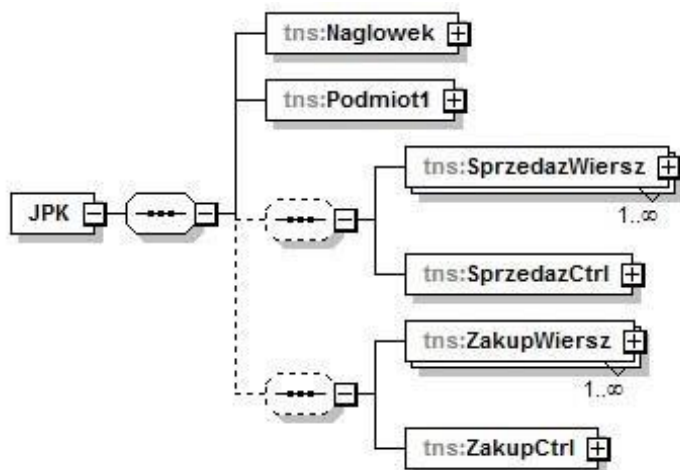 tns:Naglowek
tns:Podmiot1
tns:SprzedazWiersz
JPK
1..∞
tns:SprzedazCtrl
tns:ZakupWiersz
1..∞
tns:ZakupCtrl